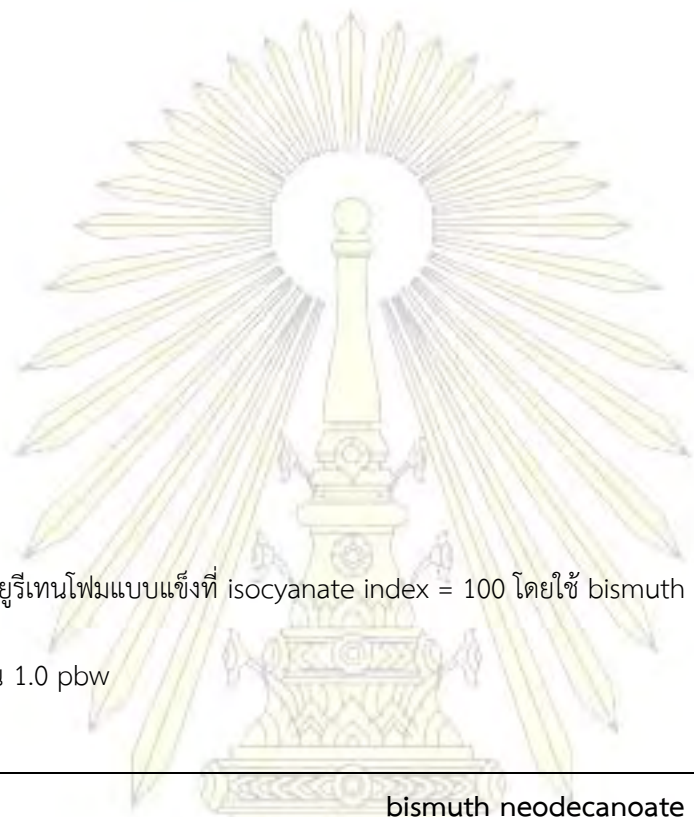 ยูรีเทนโฟมแบบแข็งที่ isocyanate index = 100 โดยใช้ bismuth
1.0 pbw
bismuth neodecanoate